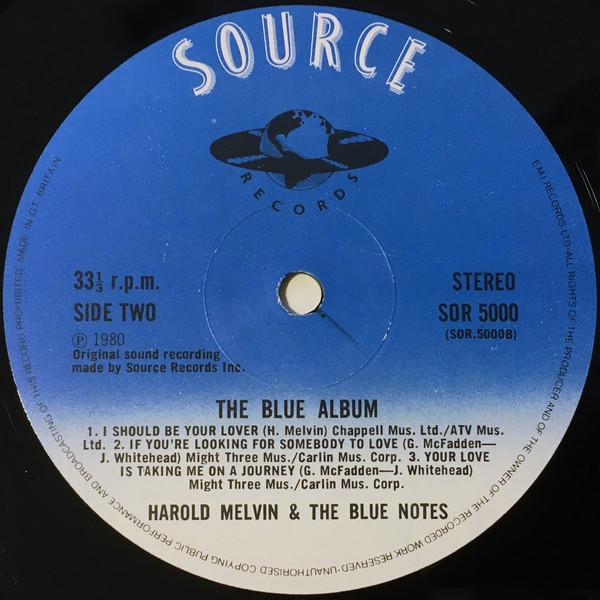 SOURCE
RECORDS
33⅓ r.p.m.
SIDE TWO
℗ 1980
Original sound recording
made by Source Records Inc.
STEREO
SOR 5000
(SOR.5000B)
THE BLUE ALBUM
1. I SHOULD BE YOUR LOVER (H. Melvin) Chappell Mus. Ltd./ATV Mus.
Ltd. 2. IF YOU'RE LOOKING FOR SOMEBODY TO LOVE (G. McFadden—
J. Whitehead) Might Three Mus./Carlin Mus. Corp. 3. YOUR LOVE
IS TAKING ME ON A JOURNEY (G. McFadden—J. Whitehead)
Might Three Mus./Carlin Mus. Corp.
HAROLD MELVIN & THE BLUE NOTES
EMI RECORDS LTD·ALL RIGHTS OF THE PRODUCER AND OF THE OWNER OF THE RECORDED WORK RESERVED·UNAUTHORISED COPYING PUBLIC PERFORMANCE AND BROADCASTING OF THIS RECORD PROHIBITED MADE IN GT. BRITAIN